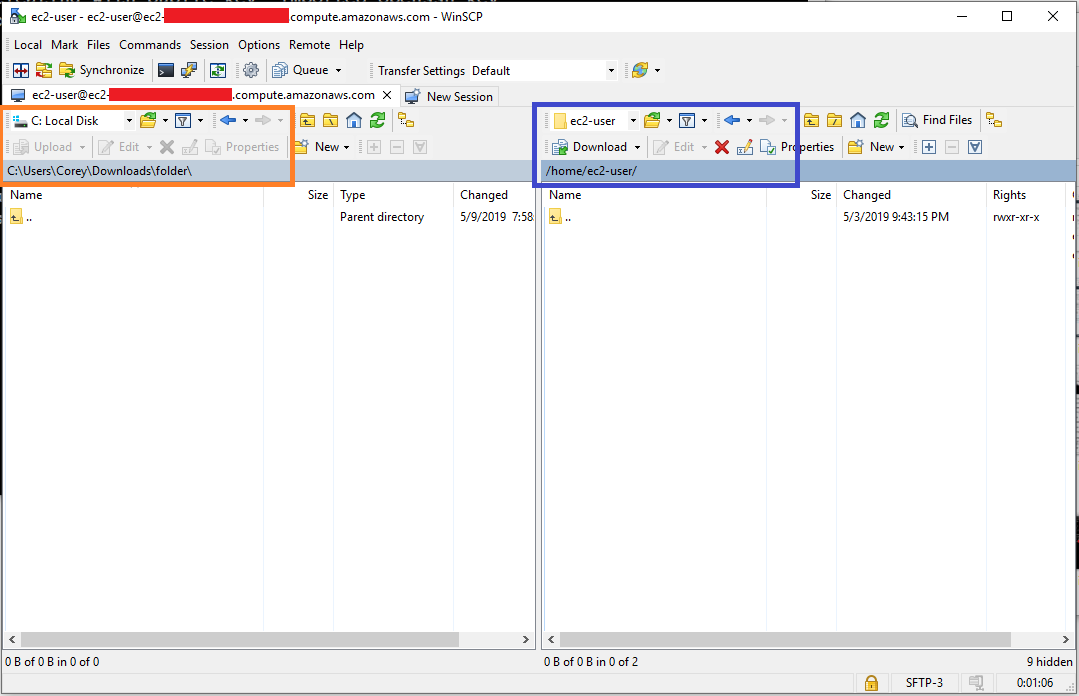 ec2-user - ec2-user@ec2- compute.amazonaws.com - WinSCP
Local Mark Files Commands Session Options Remote Help
Synchronize Queue Transfer Settings Default
ec2-user@ec2- .compute.amazonaws.com New Session
C: Local Disk
Upload Edit Properties New
C:\Users\Corey\Downloads\folder\
Name Size Type Changed
.. Parent directory 5/9/2019 7:58
ec2-user Find Files
Download Edit Properties New
/home/ec2-user/
Name Size Changed Rights
.. 5/3/2019 9:43:15 PM rwxr-xr-x
0 B of 0 B in 0 of 0
0 B of 0 B in 0 of 2 9 hidden
SFTP-3 0:01:06